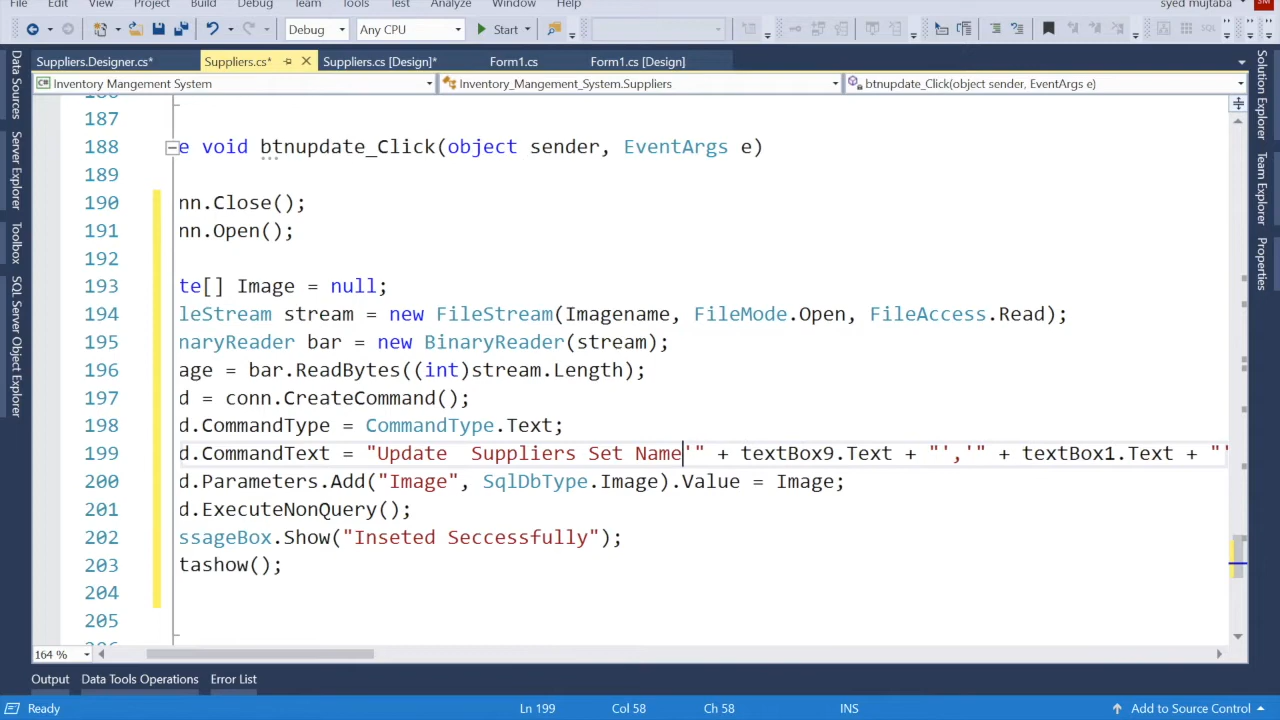 File Edit View Project Build Debug Team Tools Test Analyze Window Help syed mujtaba SM
Debug Any CPU Start
Suppliers.Designer.cs* Suppliers.cs* Suppliers.cs [Design]* Form1.cs Form1.cs [Design]
Inventory Mangement System Inventory_Mangement_System.Suppliers btnupdate_Click(object sender, EventArgs e)
187
188 e void btnupdate_Click(object sender, EventArgs e)
189
190 nn.Close();
191 nn.Open();
192
193 te[] Image = null;
194 leStream stream = new FileStream(Imagename, FileMode.Open, FileAccess.Read);
195 naryReader bar = new BinaryReader(stream);
196 age = bar.ReadBytes((int)stream.Length);
197 d = conn.CreateCommand();
198 d.CommandType = CommandType.Text;
199 d.CommandText = "Update  Suppliers Set Name'" + textBox9.Text + "','" + textBox1.Text + "'
200 d.Parameters.Add("Image", SqlDbType.Image).Value = Image;
201 d.ExecuteNonQuery();
202 ssageBox.Show("Inseted Seccessfully");
203 tashow();
204
205
164 %
Output Data Tools Operations Error List
Ready Ln 199 Col 58 Ch 58 INS Add to Source Control
Data Sources
Server Explorer
Toolbox
SQL Server Object Explorer
Solution Explorer
Team Explorer
Properties